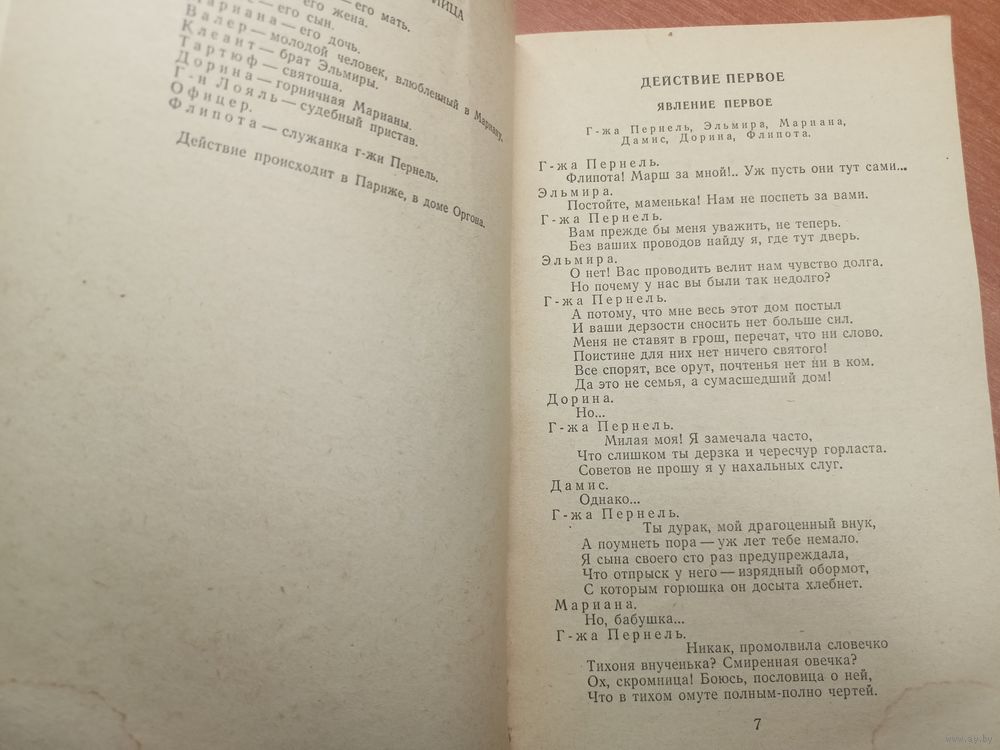 ЛИЦА
его мать.
его жена.
его сын.
Мариана — его дочь.
Валер — молодой человек, влюбленный в Мариану.
Клеант — брат Эльмиры.
Тартюф — святоша.
Дорина — горничная Марианы.
Г-н Лояль — судебный пристав.
Офицер.
Флипота — служанка г-жи Пернель.
Действие происходит в Париже, в доме Оргона.
ДЕЙСТВИЕ ПЕРВОЕ
ЯВЛЕНИЕ ПЕРВОЕ
Г-жа Пернель, Эльмира, Мариана,
Дамис, Дорина, Флипота.
Г-жа Пернель.
Флипота! Марш за мной!.. Уж пусть они тут сами...
Эльмира.
Постойте, маменька! Нам не поспеть за вами.
Г-жа Пернель.
Вам прежде бы меня уважить, не теперь.
Без ваших проводов найду я, где тут дверь.
Эльмира.
О нет! Вас проводить велит нам чувство долга.
Но почему у нас вы были так недолго?
Г-жа Пернель.
А потому, что мне весь этот дом постыл
И ваши дерзости сносить нет больше сил.
Меня не ставят в грош, перечат, что ни слово.
Поистине для них нет ничего святого!
Все спорят, все орут, почтенья нет ни в ком.
Да это не семья, а сумасшедший дом!
Дорина.
Но...
Г-жа Пернель.
Милая моя! Я замечала часто,
Что слишком ты дерзка и чересчур горласта.
Советов не прошу я у нахальных слуг.
Дамис.
Однако...
Г-жа Пернель.
Ты дурак, мой драгоценный внук,
А поумнеть пора — уж лет тебе немало.
Я сына своего сто раз предупреждала,
Что отпрыск у него — изрядный обормот,
С которым горюшка он досыта хлебнет.
Мариана.
Но, бабушка...
Г-жа Пернель.
Никак, промолвила словечко
Тихоня внученька? Смиренная овечка?
Ох, скромница! Боюсь, пословица о ней,
Что в тихом омуте полным-полно чертей.
7
www.ay.by